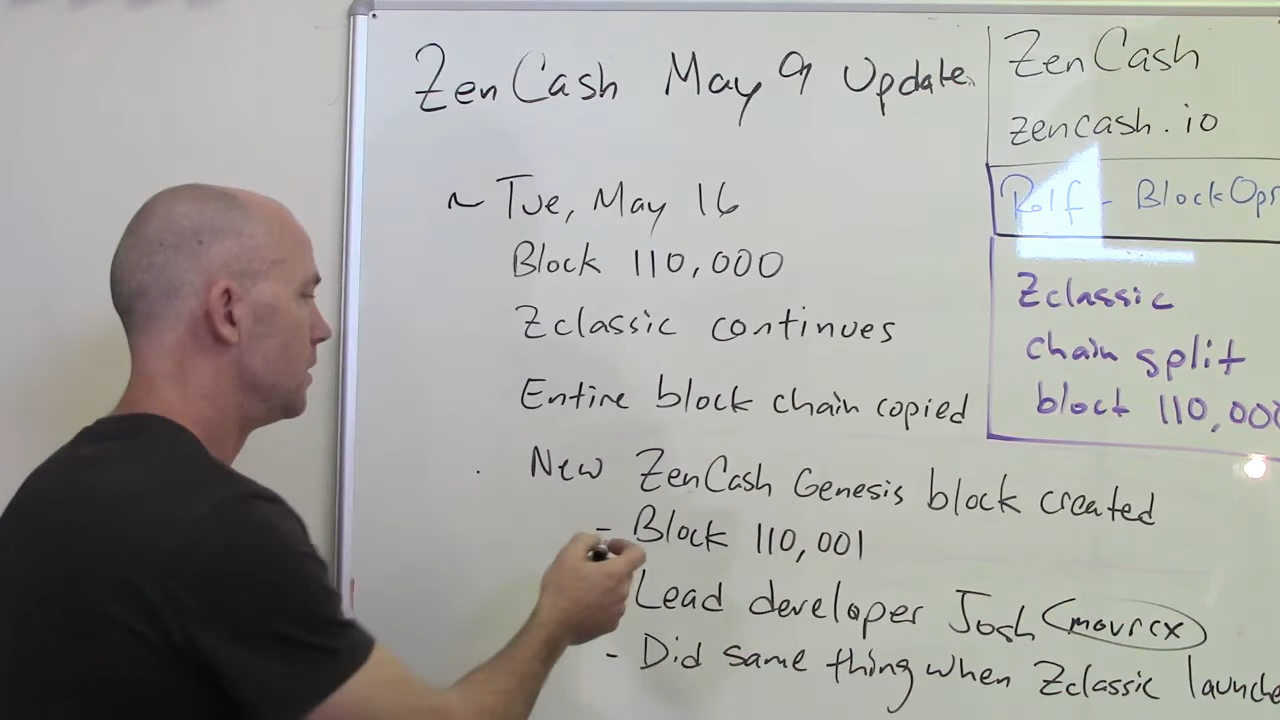 ZenCash May 9 Update
~ Tue, May 16
Block 110,000
Zclassic continues
Entire block chain copied
New ZenCash Genesis block created
- Block 110,001
Lead developer Josh (movrcx)
- Did same thing when Zclassic launche
ZenCash
zencash.io
Rolf - BlockOps
Zclassic
chain split
block 110,000